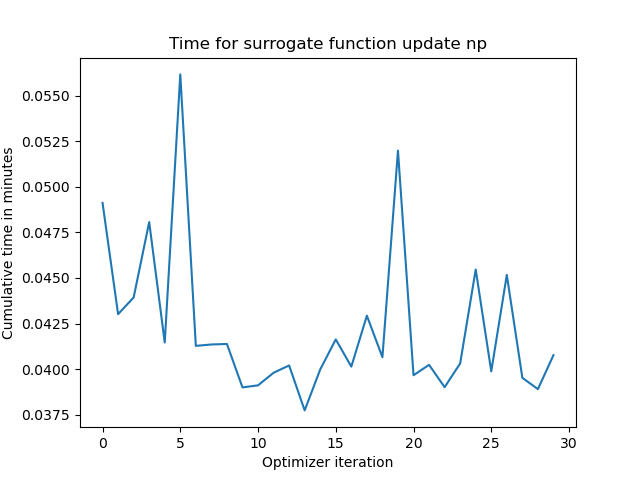 Time for surrogate function update np
Cumulative time in minutes
0.0550
0.0525
0.0500
0.0475
0.0450
0.0425
0.0400
0.0375
0 5 10 15 20 25 30
Optimizer iteration